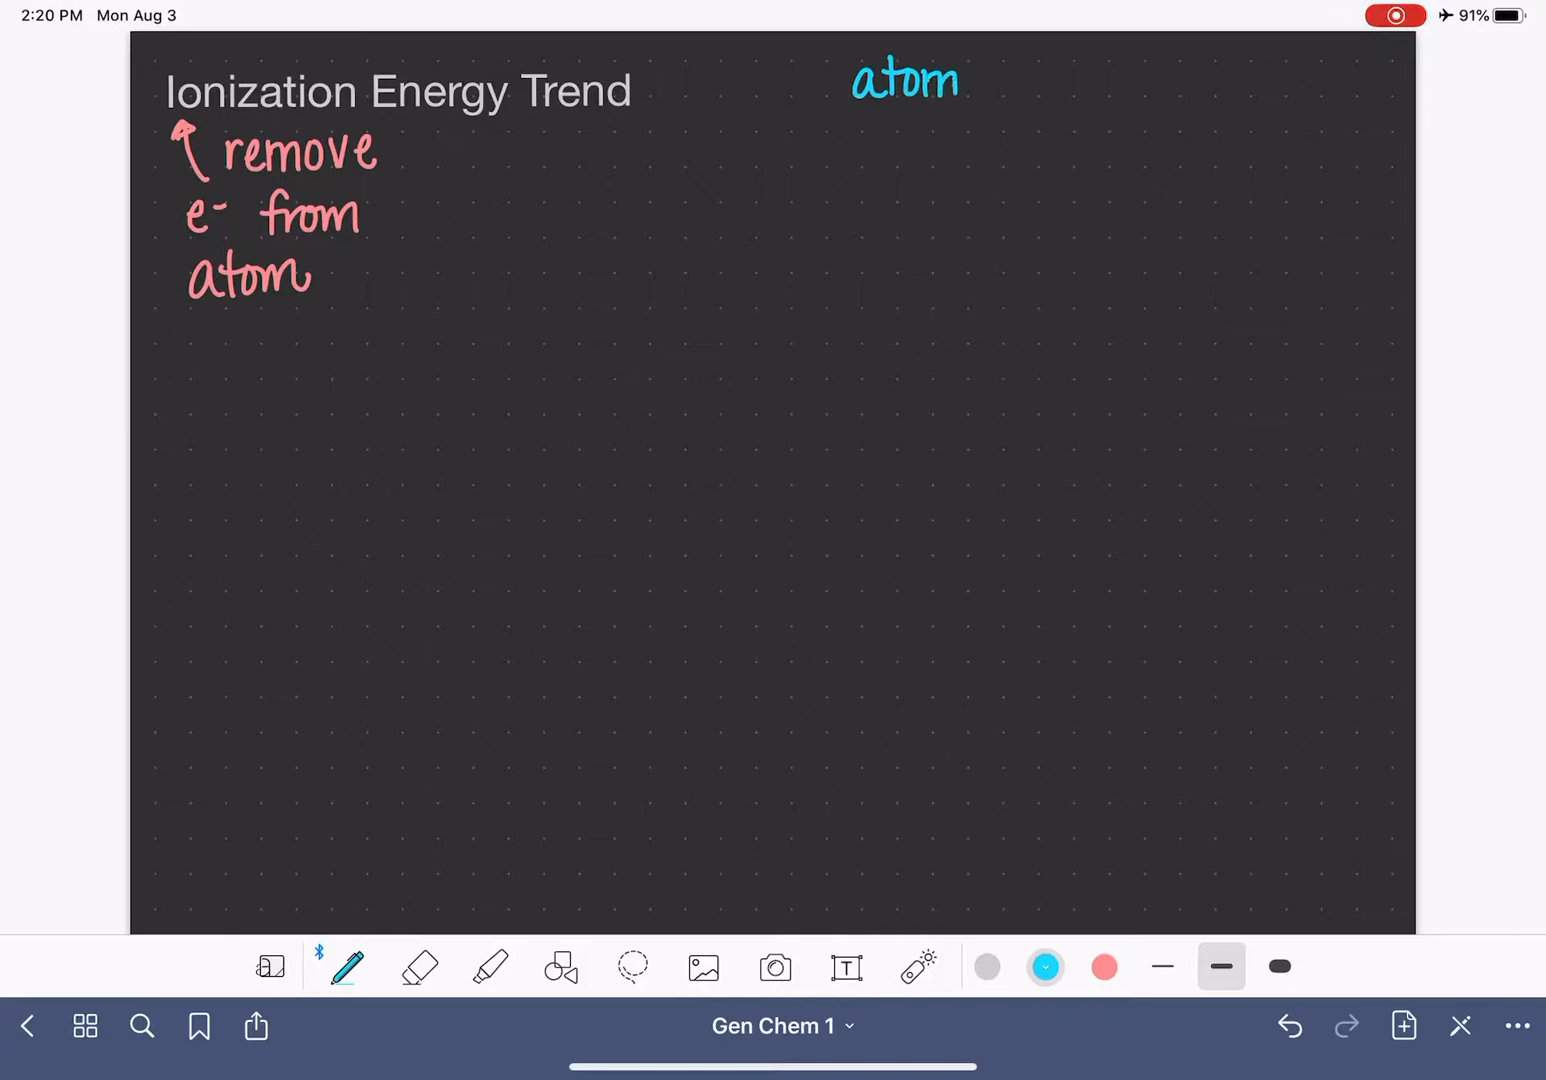 2:20 PM Mon Aug 3
91%
Ionization Energy Trend
atom
remove
e- from
atom
T
Gen Chem 1